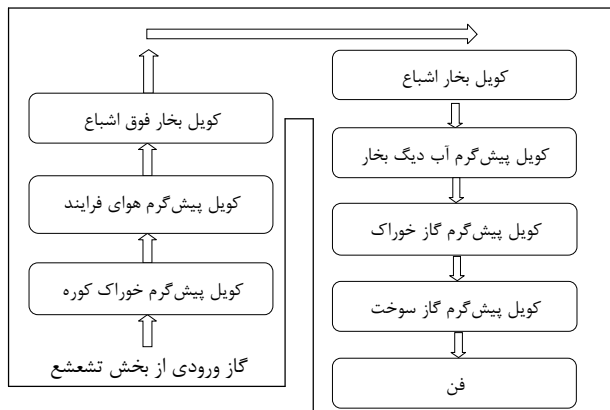 کویل بخار اشباع
کویل بخار فوق اشباع
کویل پیش‌گرم آب دیگ بخار
کویل پیش‌گرم هوای فرایند
کویل پیش‌گرم گاز خوراک
کویل پیش‌گرم خوراک کوره
کویل پیش‌گرم گاز سوخت
گاز ورودی از بخش تشعشع
فن